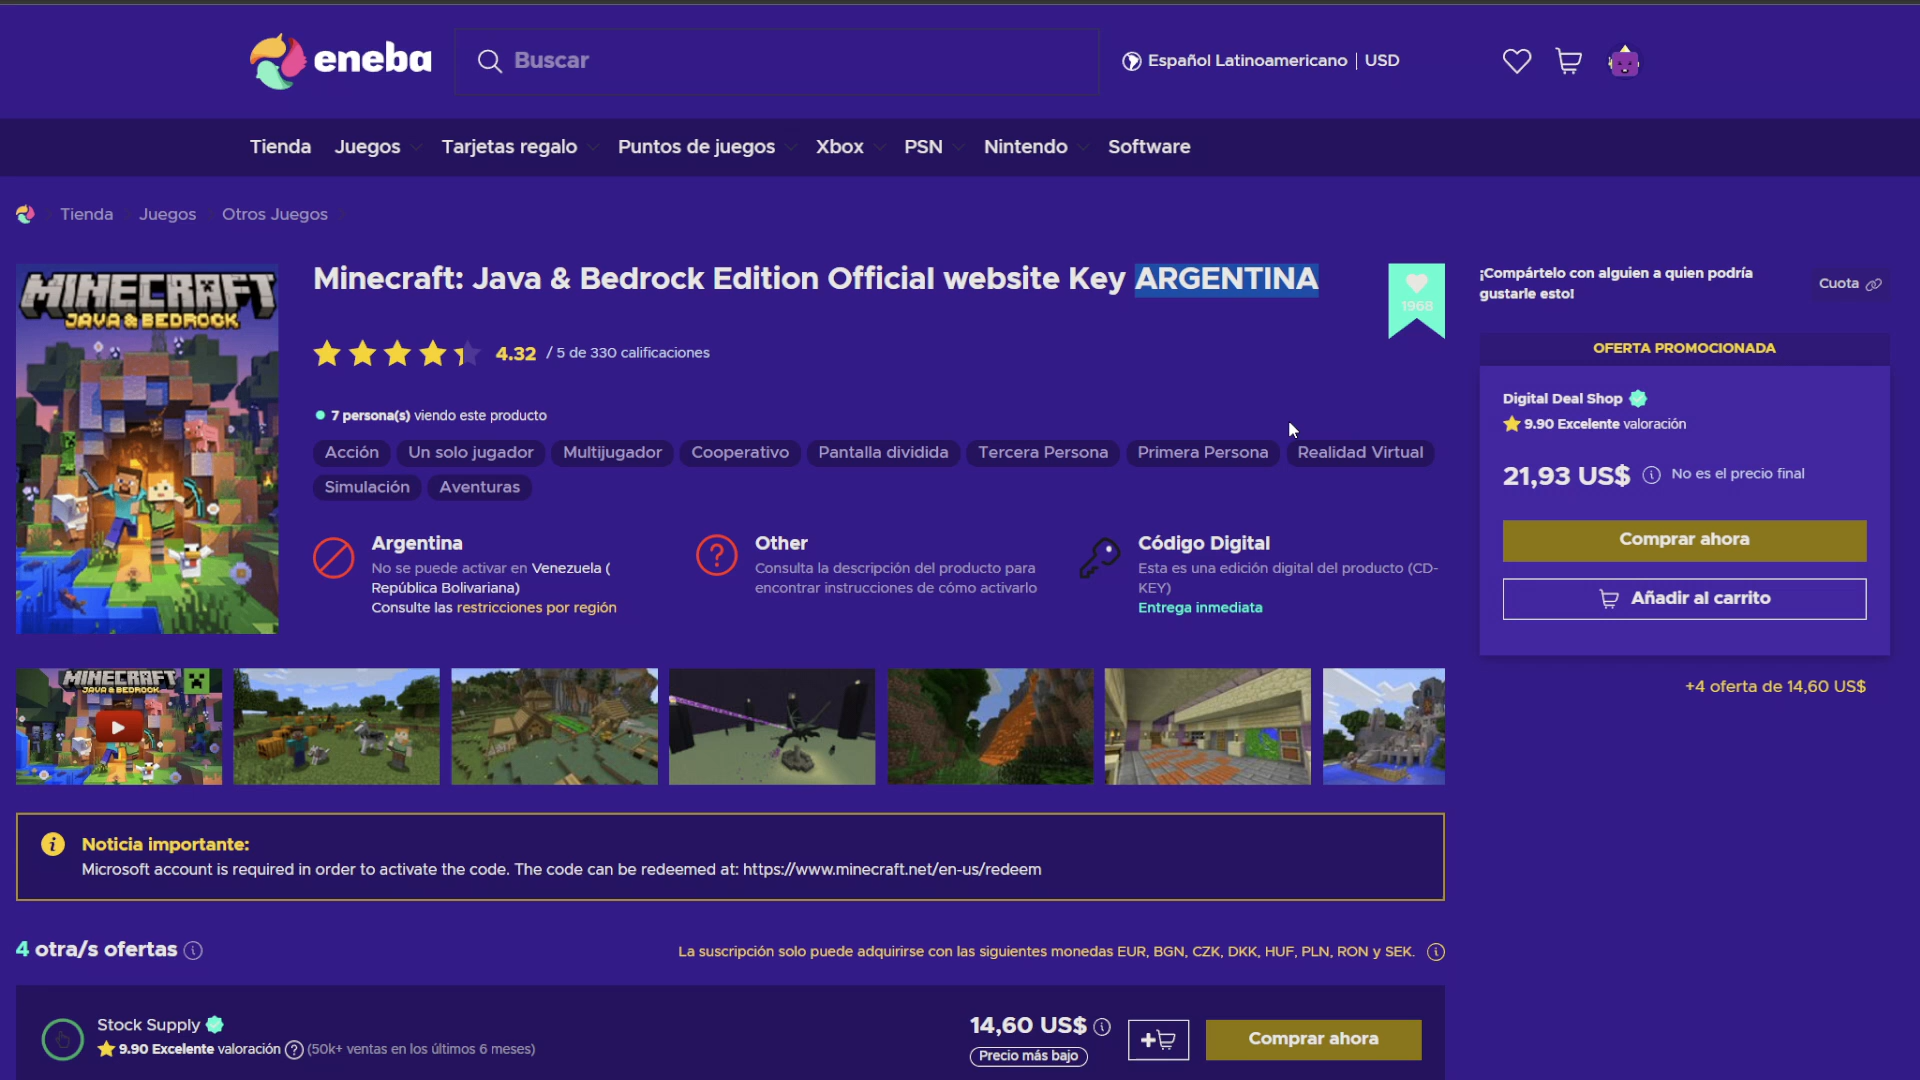 eneba
Buscar
Español Latinoamericano | USD
Tienda
Juegos
Tarjetas regalo
Puntos de juegos
Xbox
PSN
Nintendo
Software
Tienda
Juegos
Otros Juegos
MINECRAFT
JAVA & BEDROCK
Minecraft: Java & Bedrock Edition Official website Key ARGENTINA
1968
4.32 / 5 de 330 calificaciones
7 persona(s) viendo este producto
Acción
Un solo jugador
Multijugador
Cooperativo
Pantalla dividida
Tercera Persona
Primera Persona
Realidad Virtual
Simulación
Aventuras
Argentina
No se puede activar en Venezuela (
República Bolivariana)
Consulte las restricciones por región
Other
Consulta la descripción del producto para
encontrar instrucciones de cómo activarlo
Código Digital
Esta es una edición digital del producto (CD-
KEY)
Entrega inmediata
¡Compártelo con alguien a quien podría
gustarle esto!
Cuota
OFERTA PROMOCIONADA
Digital Deal Shop
9.90 Excelente valoración
21,93 US$ No es el precio final
Comprar ahora
Añadir al carrito
+4 oferta de 14,60 US$
MINECRAFT
JAVA & BEDROCK
Noticia importante:
Microsoft account is required in order to activate the code. The code can be redeemed at: https://www.minecraft.net/en-us/redeem
4 otra/s ofertas
La suscripción solo puede adquirirse con las siguientes monedas EUR, BGN, CZK, DKK, HUF, PLN, RON y SEK.
Stock Supply
9.90 Excelente valoración (50k+ ventas en los últimos 6 meses)
14,60 US$
Precio más bajo
Comprar ahora